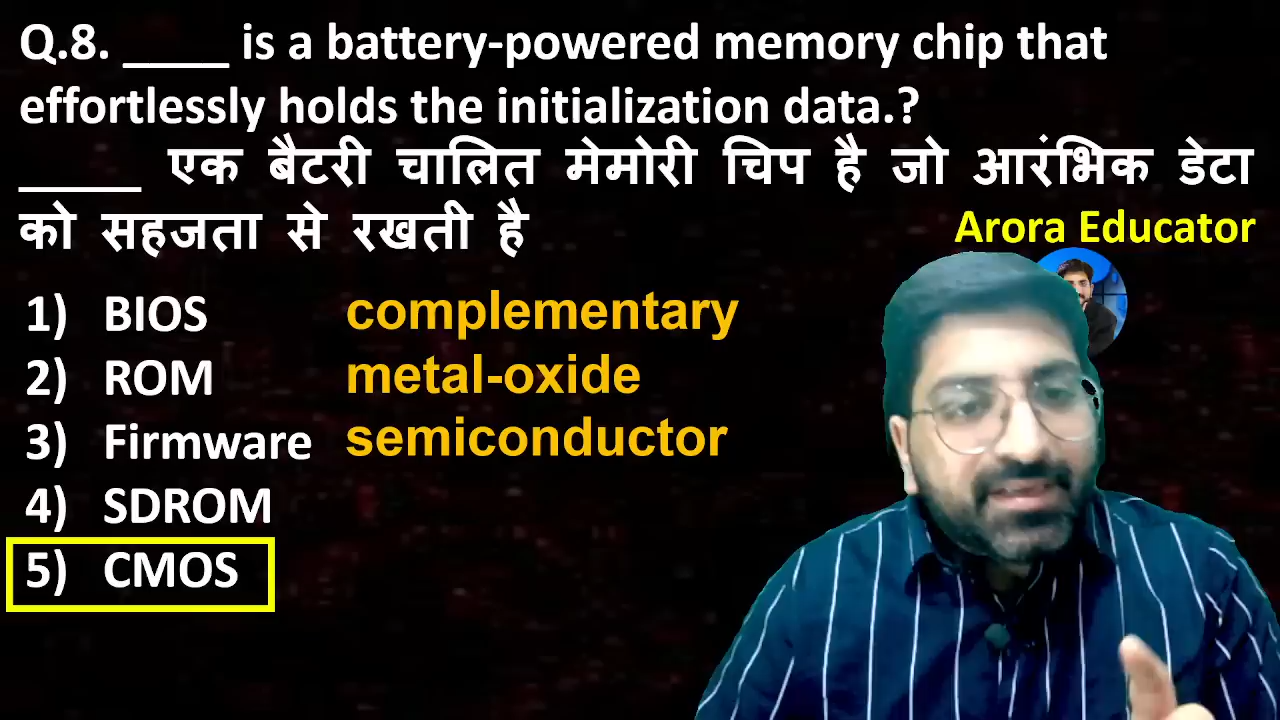 Q.8. ____ is a battery-powered memory chip that
effortlessly holds the initialization data.?
_____ एक बैटरी चालित मेमोरी चिप है जो आरंभिक डेटा
को सहजता से रखती है
Arora Educator
1) BIOS complementary
2) ROM metal-oxide
3) Firmware semiconductor
4) SDROM
5) CMOS